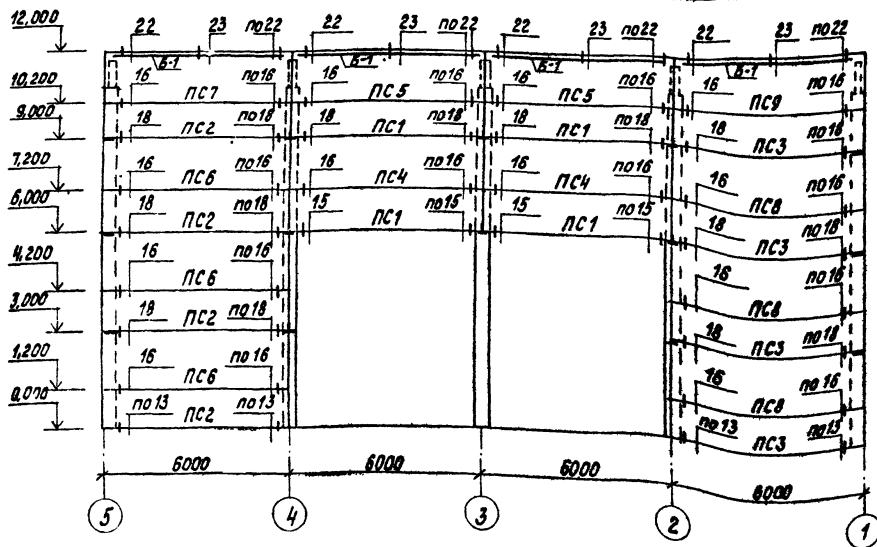 12,000 22 23 по22 22 23 по22 22 23 по22 22 23 по22
Б-1 Б-1 Б-1 Б-1
10,200 16 ПС7 по16 16 ПС5 по16 16 ПС5 по16 16 ПС9 по16
9,000 18 ПС2 по18 18 ПС1 по18 18 ПС1 по18 18 ПС3 по16
7,200 16 ПС6 по16 16 ПС4 по16 16 ПС4 по16 16 ПС8 по16
6,000 18 ПС2 по18 15 ПС1 по15 15 ПС1 по15 18 ПС3 по18
4,200 16 ПС6 по16 16 ПС8 по16
3,000 18 ПС2 по18 18 ПС3 по18
1,200 16 ПС6 по16 16 ПС8 по16
0,000 по13 ПС2 по13 ПС3 по13
6000 6000 6000 6000
5 4 3 2 1